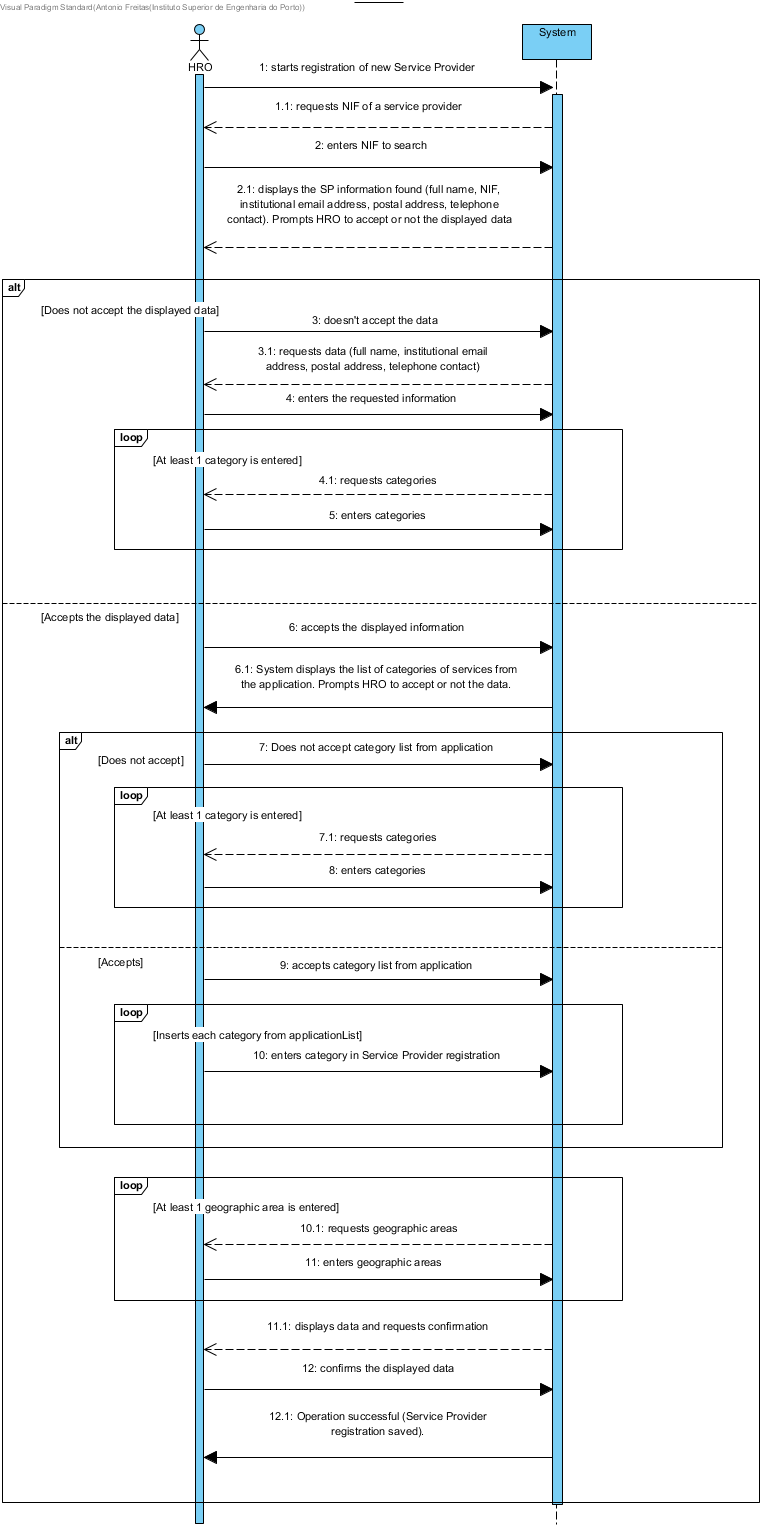 Visual Paradigm Standard(Antonio Freitas(Instituto Superior de Engenharia do Porto))
System
HRO
1: starts registration of new Service Provider
1.1: requests NIF of a service provider
2: enters NIF to search
2.1: displays the SP information found (full name, NIF,
institutional email address, postal address, telephone
contact). Prompts HRO to accept or not the displayed data
alt
[Does not accept the displayed data]
3: doesn't accept the data
3.1: requests data (full name, institutional email
address, postal address, telephone contact)
4: enters the requested information
loop
[At least 1 category is entered]
4.1: requests categories
5: enters categories
[Accepts the displayed data]
6: accepts the displayed information
6.1: System displays the list of categories of services from
the application. Prompts HRO to accept or not the data.
alt
7: Does not accept category list from application
[Does not accept]
loop
[At least 1 category is entered]
7.1: requests categories
8: enters categories
[Accepts]
9: accepts category list from application
loop
[Inserts each category from applicationList]
10: enters category in Service Provider registration
loop
[At least 1 geographic area is entered]
10.1: requests geographic areas
11: enters geographic areas
11.1: displays data and requests confirmation
12: confirms the displayed data
12.1: Operation successful (Service Provider
registration saved).